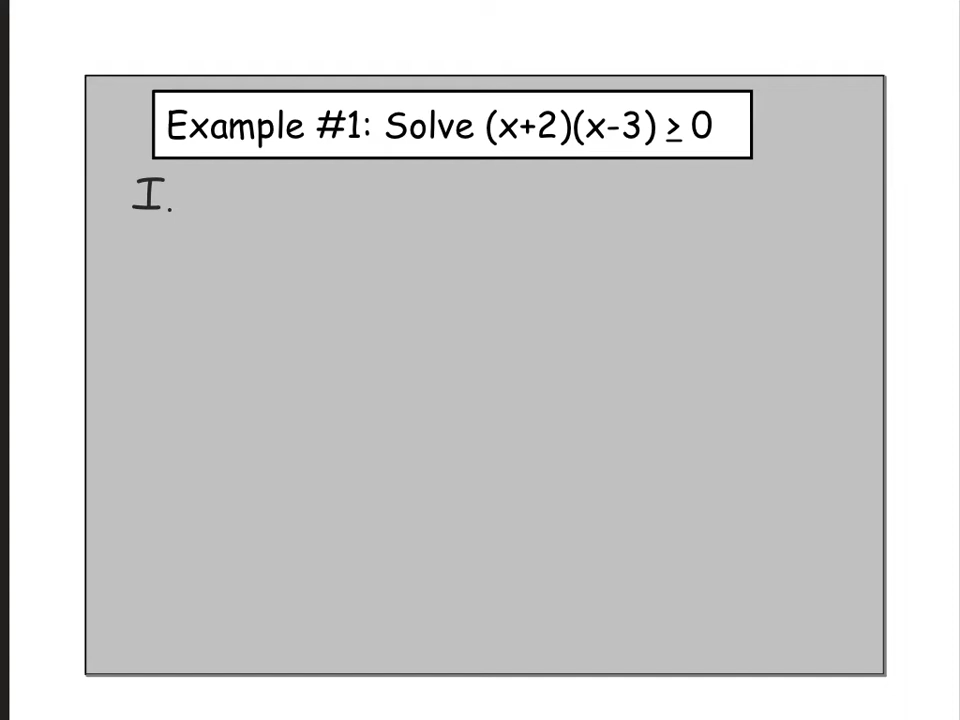 Example #1: Solve (x+2)(x-3) ≥ 0
I.